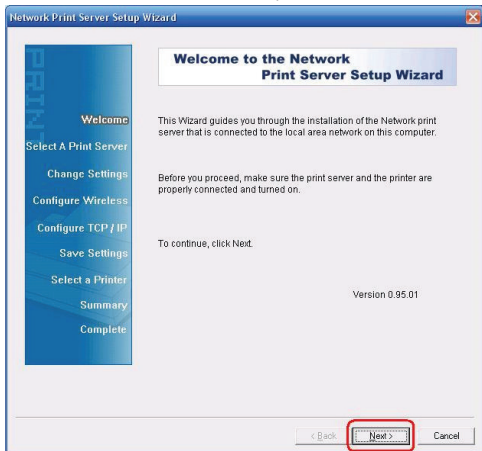 Network Print Server Setup Wizard
PRINT
Welcome
Select A Print Server
Change Settings
Configure Wireless
Configure TCP / IP
Save Settings
Select a Printer
Summary
Complete
Welcome to the Network
Print Server Setup Wizard
This Wizard guides you through the installation of the Network print
server that is connected to the local area network on this computer.
Before you proceed, make sure the print server and the printer are
properly connected and turned on.
To continue, click Next.
Version 0.95.01
< Back
Next >
Cancel